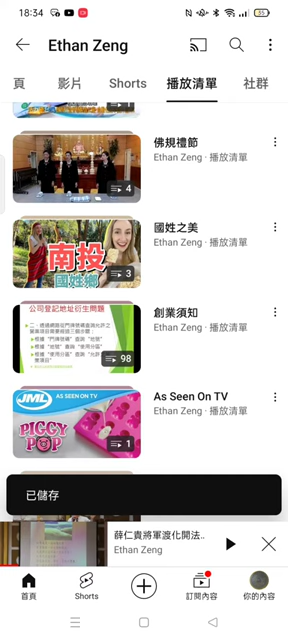 18:34
35
Ethan Zeng
頁
影片
Shorts
播放清單
社群
1
佛規禮節
Ethan Zeng · 播放清單
4
國姓之美
Ethan Zeng · 播放清單
南投
國姓鄉
3
創業須知
Ethan Zeng · 播放清單
公司登記地址衍生問題
98
As Seen On TV
Ethan Zeng · 播放清單
JML
AS SEEN ON TV
PIGGY
POP
1
已儲存
薛仁貴將軍渡化開法..
Ethan Zeng
首頁
Shorts
訂閱內容
你的內容